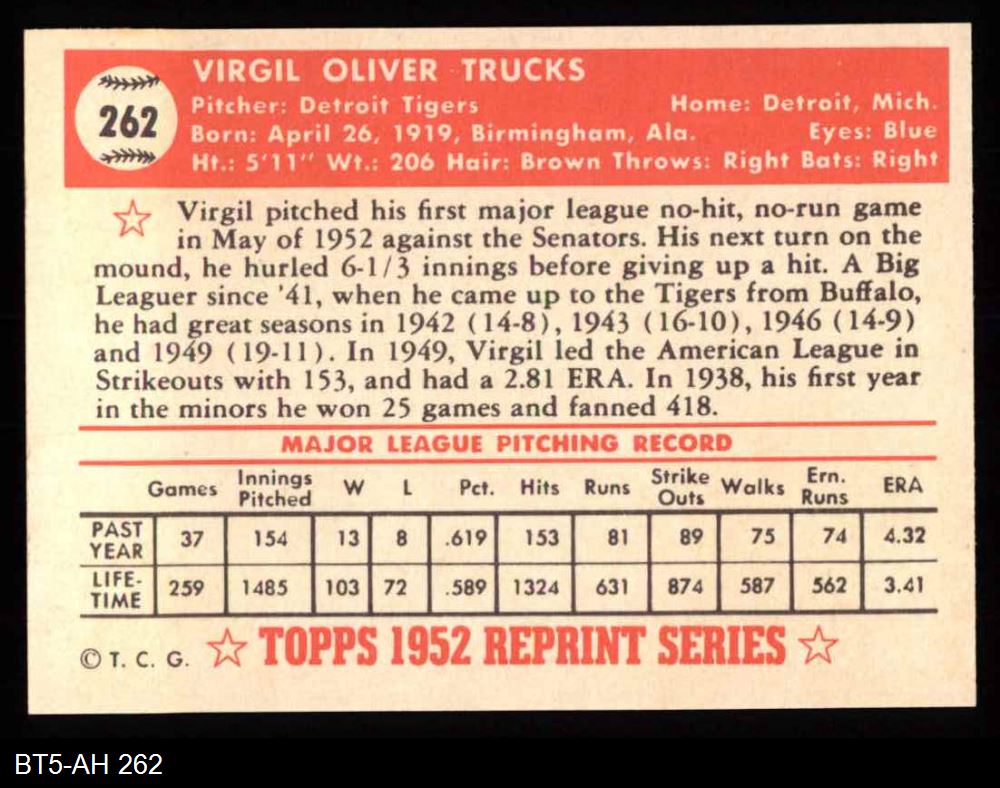 262
VIRGIL OLIVER TRUCKS
Pitcher: Detroit Tigers Home: Detroit, Mich.
Born: April 26, 1919, Birmingham, Ala. Eyes: Blue
Ht.: 5'11" Wt.: 206 Hair: Brown Throws: Right Bats: Right
Virgil pitched his first major league no-hit, no-run game
in May of 1952 against the Senators. His next turn on the
mound, he hurled 6-1/3 innings before giving up a hit. A Big
Leaguer since '41, when he came up to the Tigers from Buffalo,
he had great seasons in 1942 (14-8), 1943 (16-10), 1946 (14-9)
and 1949 (19-11). In 1949, Virgil led the American League in
Strikeouts with 153, and had a 2.81 ERA. In 1938, his first year
in the minors he won 25 games and fanned 418.
MAJOR LEAGUE PITCHING RECORD
Games Innings Pitched W L Pct. Hits Runs Strike Outs Walks Ern. Runs ERA
PAST YEAR 37 154 13 8 .619 153 81 89 75 74 4.32
LIFE-TIME 259 1485 103 72 .589 1324 631 874 587 562 3.41
© T. C. G. TOPPS 1952 REPRINT SERIES
BT5-AH 262